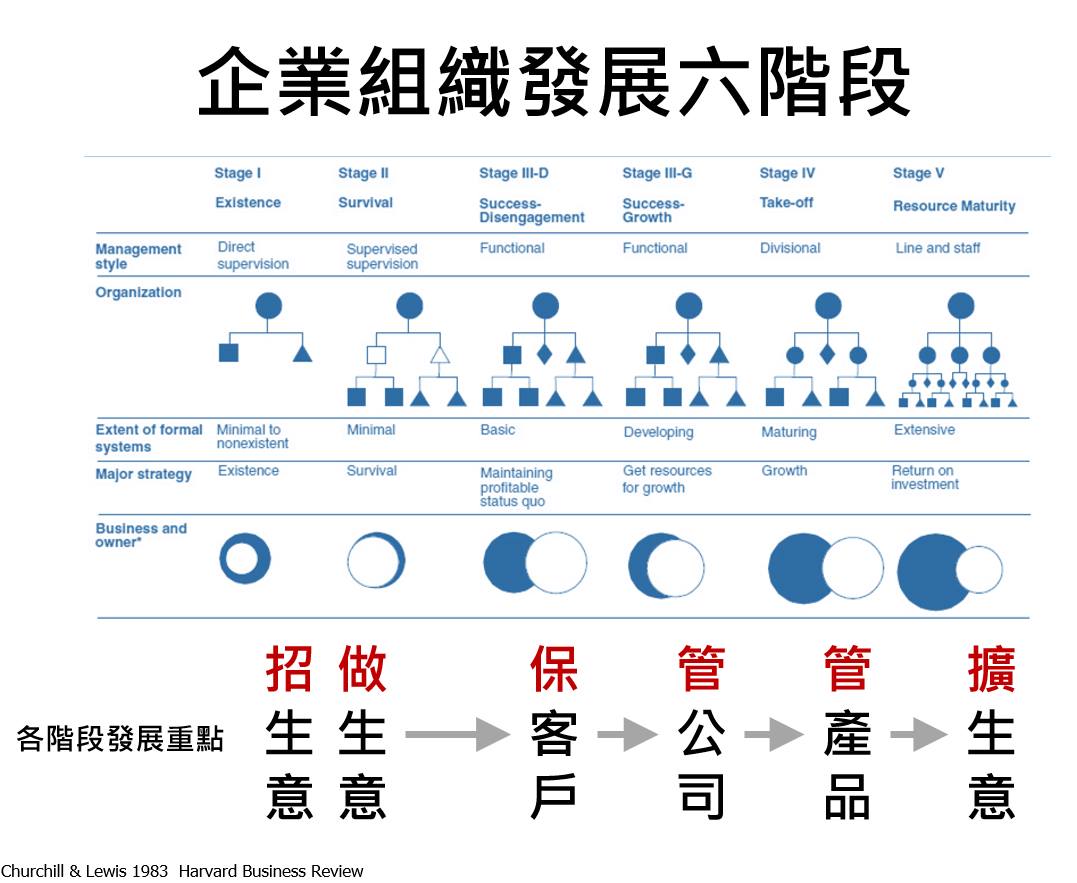 企業組織發展六階段
Stage I
Stage II
Stage III-D
Stage III-G
Stage IV
Stage V
Existence
Survival
Success-
Disengagement
Success-
Growth
Take-off
Resource Maturity
Management
style
Direct
supervision
Supervised
supervision
Functional
Functional
Divisional
Line and staff
Organization
Extent of formal
systems
Minimal to
nonexistent
Minimal
Basic
Developing
Maturing
Extensive
Major strategy
Existence
Survival
Maintaining
profitable
status quo
Get resources
for growth
Growth
Return on
investment
Business and
owner*
各階段發展重點
招生意
做生意
保客戶
管公司
管產品
擴生意
Churchill & Lewis 1983 Harvard Business Review